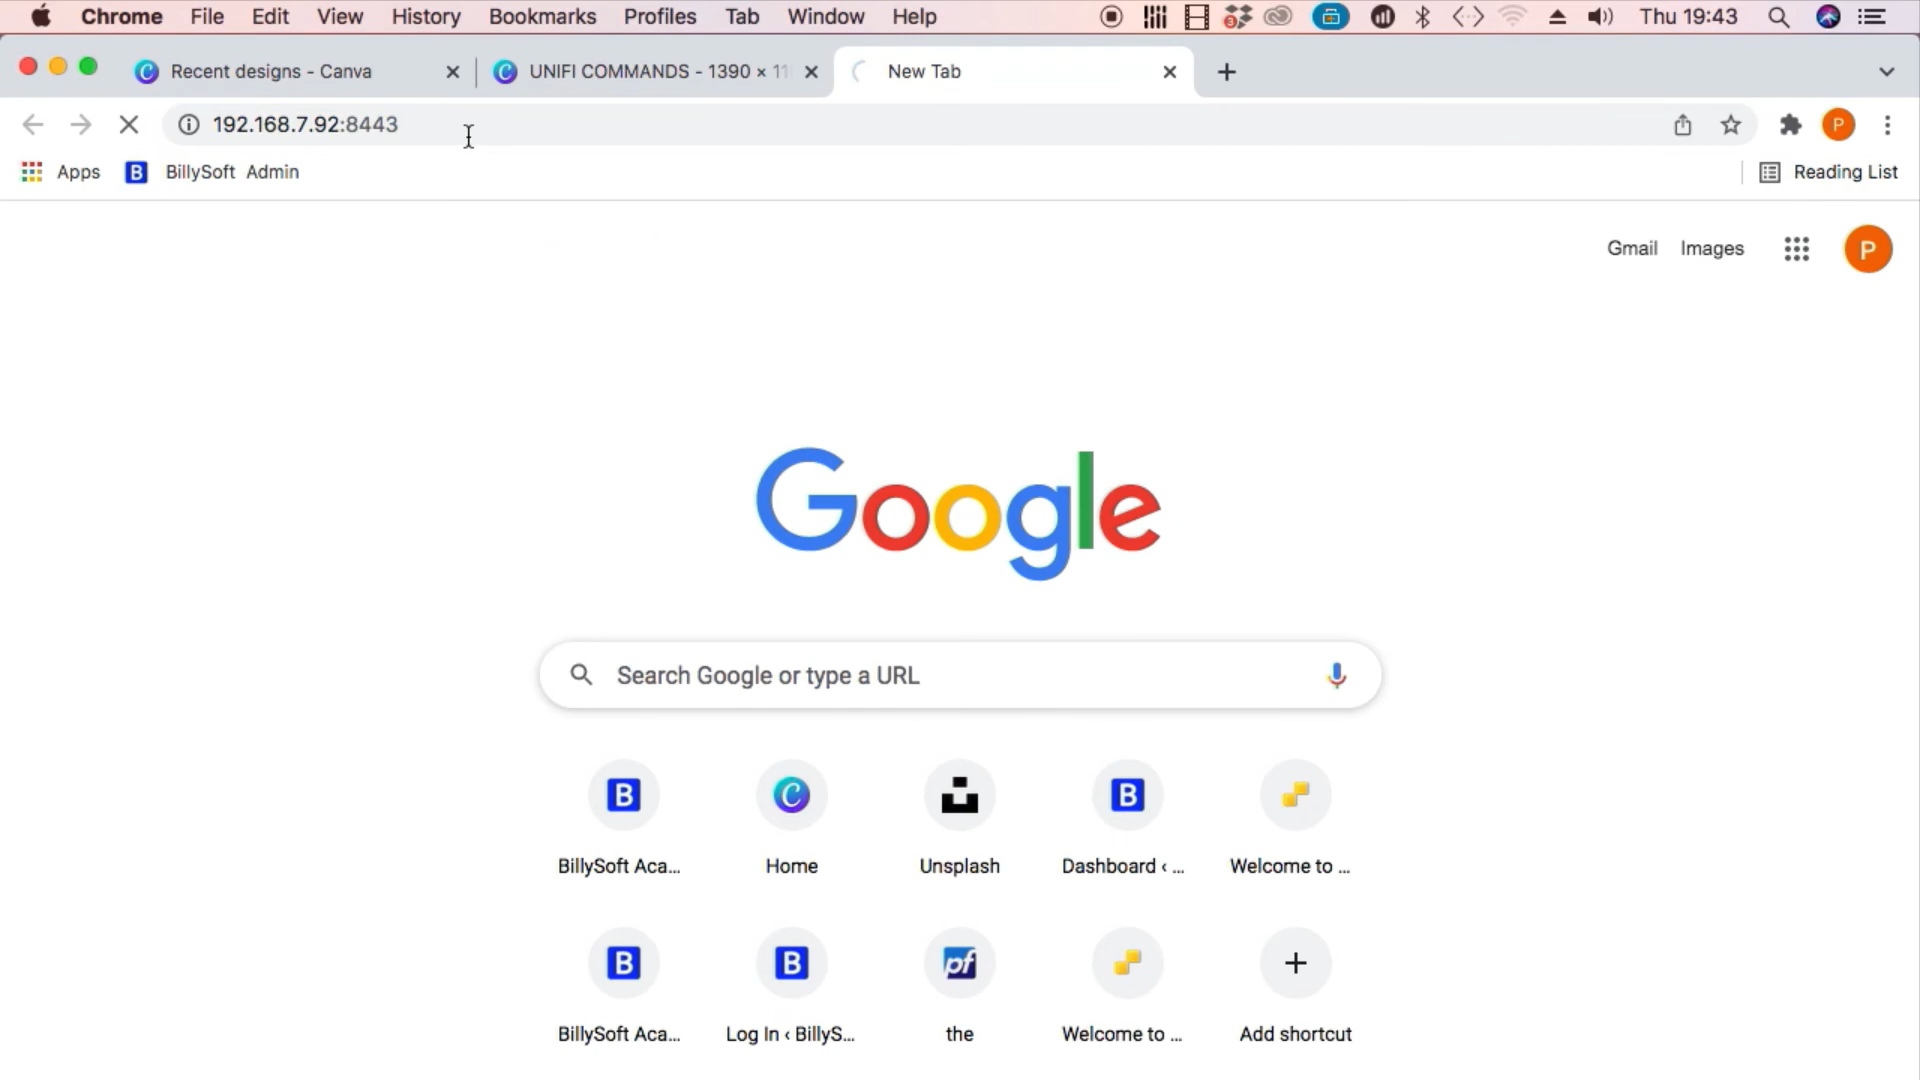 Chrome File Edit View History Bookmarks Profiles Tab Window Help 3 Thu 19:43
Recent designs - Canva UNIFI COMMANDS - 1390 × 11 New Tab
192.168.7.92:8443 P
Apps B BillySoft Admin Reading List
Gmail Images P
Google
Search Google or type a URL
B C B
BillySoft Aca... Home Unsplash Dashboard ‹ ... Welcome to ...
B B pf
BillySoft Aca... Log In ‹ BillyS... the Welcome to ... Add shortcut